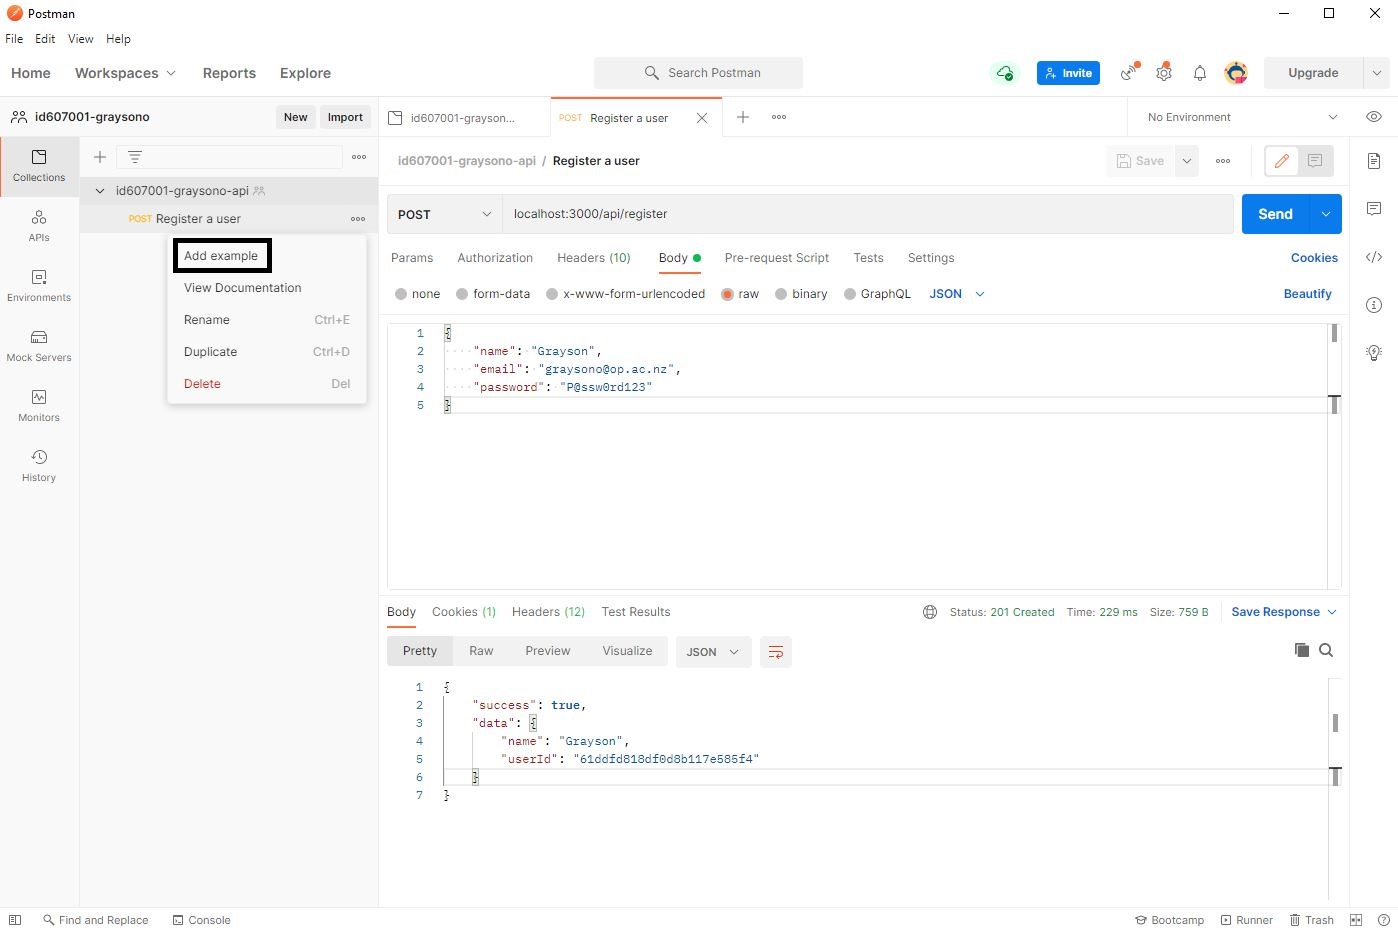 Postman
File Edit View Help
Home Workspaces Reports Explore
Search Postman
Invite
Upgrade
id607001-graysono
New Import
id607001-grayson...
POST Register a user
No Environment
Collections
APIs
Environments
Mock Servers
Monitors
History
id607001-graysono-api
POST Register a user
Add example
View Documentation
Rename Ctrl+E
Duplicate Ctrl+D
Delete Del
id607001-graysono-api / Register a user
Save
POST localhost:3000/api/register
Send
Params Authorization Headers (10) Body Pre-request Script Tests Settings
Cookies
none form-data x-www-form-urlencoded raw binary GraphQL JSON
Beautify
1 {
2 "name": "Grayson",
3 "email": "graysono@op.ac.nz",
4 "password": "P@ssw0rd123"
5 }
Body Cookies (1) Headers (12) Test Results
Status: 201 Created Time: 229 ms Size: 759 B
Save Response
Pretty Raw Preview Visualize JSON
1 {
2 "success": true,
3 "data": {
4 "name": "Grayson",
5 "userId": "61ddfd818df0d8b117e585f4"
6 }
7 }
Find and Replace Console
Bootcamp Runner Trash